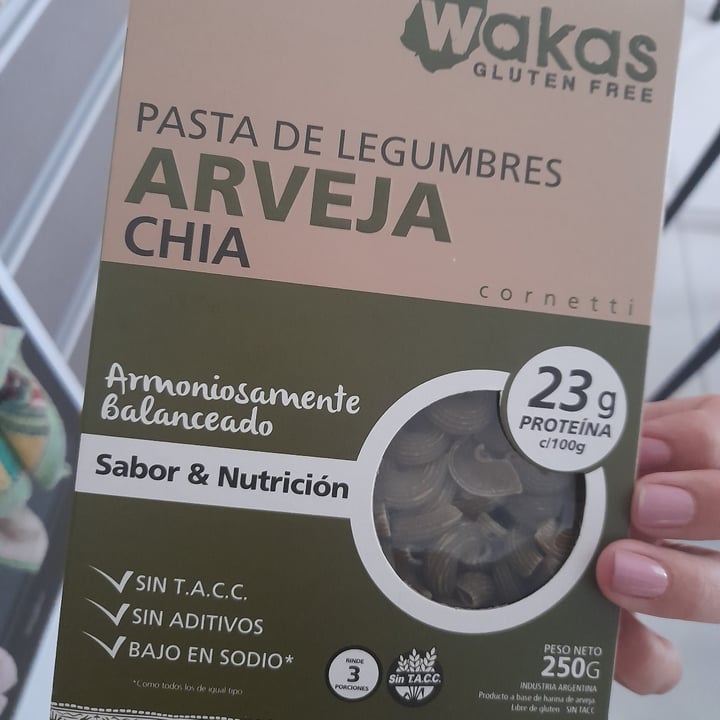 Wakas
GLUTEN FREE
PASTA DE LEGUMBRES
ARVEJA
CHIA
cornetti
23g
PROTEÍNA
c/100g
Armoniosamente
Balanceado
Sabor & Nutrición
SIN T.A.C.C.
SIN ADITIVOS
BAJO EN SODIO*
*Como todos los de igual tipo
RINDE
3
PORCIONES
Sin T.A.C.C.
PESO NETO
250G
INDUSTRIA ARGENTINA
Producto a base de harina de arveja
Libre de gluten SIN TACC